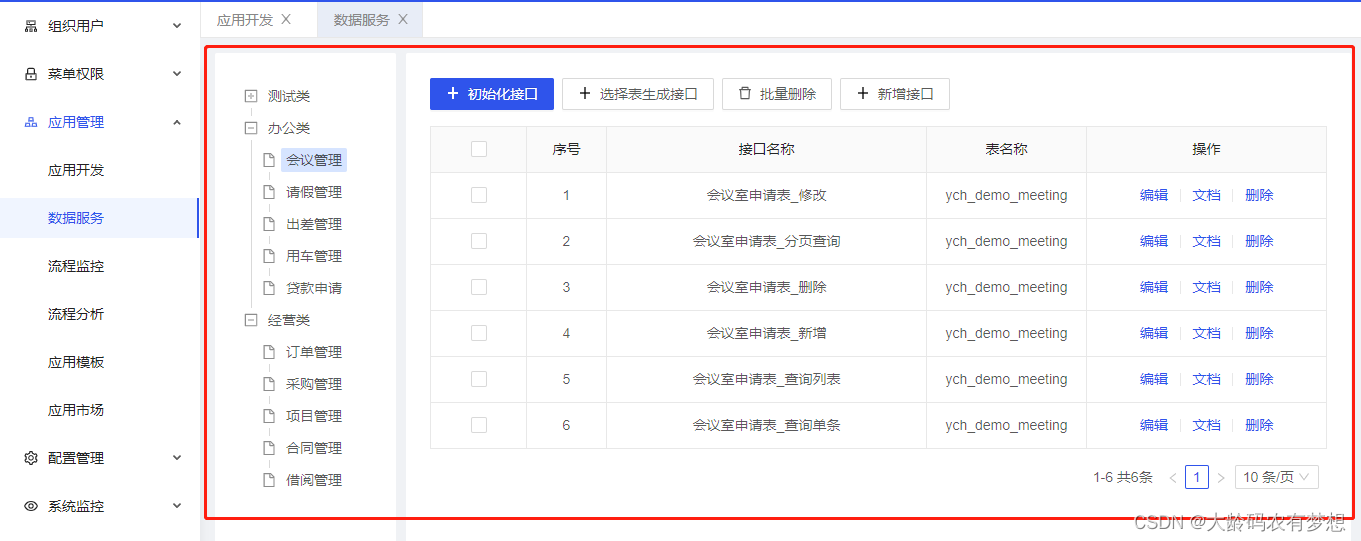 组织用户
菜单权限
应用管理
应用开发
数据服务
流程监控
流程分析
应用模板
应用市场
配置管理
系统监控
应用开发 X 数据服务 X
测试类
办公类
会议管理
请假管理
出差管理
用车管理
贷款申请
经营类
订单管理
采购管理
项目管理
合同管理
借阅管理
+ 初始化接口 + 选择表生成接口 批量删除 + 新增接口
序号 接口名称 表名称 操作
1 会议室申请表_修改 ych_demo_meeting 编辑 文档 删除
2 会议室申请表_分页查询 ych_demo_meeting 编辑 文档 删除
3 会议室申请表_删除 ych_demo_meeting 编辑 文档 删除
4 会议室申请表_新增 ych_demo_meeting 编辑 文档 删除
5 会议室申请表_查询列表 ych_demo_meeting 编辑 文档 删除
6 会议室申请表_查询单条 ych_demo_meeting 编辑 文档 删除
1-6 共6条 < 1 > 10 条/页
CSDN @大龄码农有梦想